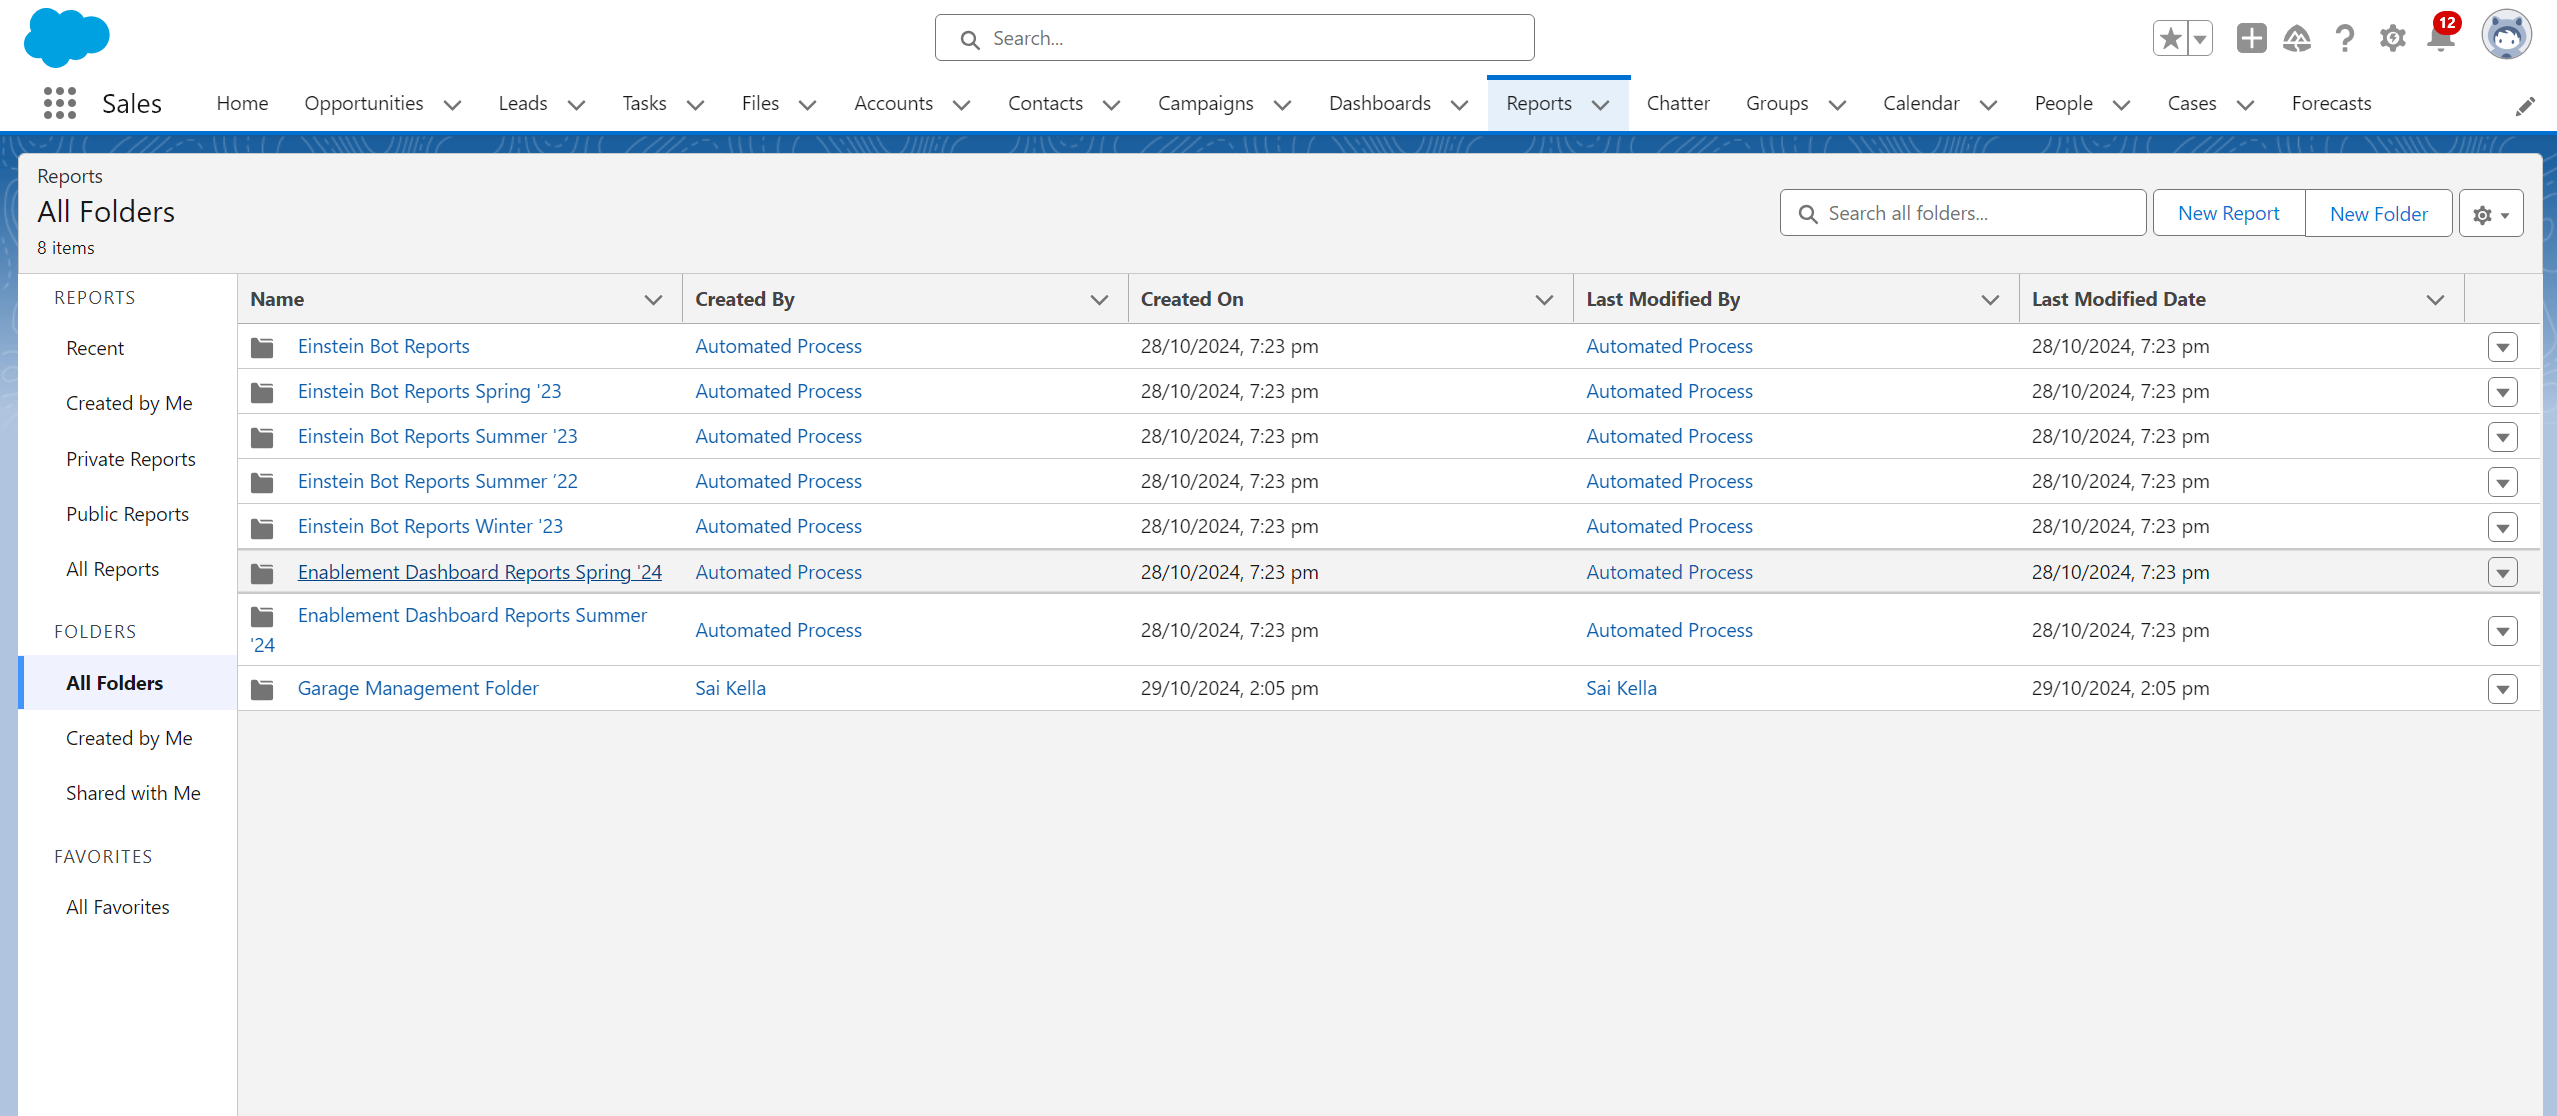 Search...
12
Sales Home Opportunities Leads Tasks Files Accounts Contacts Campaigns Dashboards Reports Chatter Groups Calendar People Cases Forecasts
Reports
All Folders
8 items
Search all folders...
New Report
New Folder
REPORTS
Recent
Created by Me
Private Reports
Public Reports
All Reports
FOLDERS
All Folders
Created by Me
Shared with Me
FAVORITES
All Favorites
Name Created By Created On Last Modified By Last Modified Date
Einstein Bot Reports Automated Process 28/10/2024, 7:23 pm Automated Process 28/10/2024, 7:23 pm
Einstein Bot Reports Spring '23 Automated Process 28/10/2024, 7:23 pm Automated Process 28/10/2024, 7:23 pm
Einstein Bot Reports Summer '23 Automated Process 28/10/2024, 7:23 pm Automated Process 28/10/2024, 7:23 pm
Einstein Bot Reports Summer ’22 Automated Process 28/10/2024, 7:23 pm Automated Process 28/10/2024, 7:23 pm
Einstein Bot Reports Winter '23 Automated Process 28/10/2024, 7:23 pm Automated Process 28/10/2024, 7:23 pm
Enablement Dashboard Reports Spring '24 Automated Process 28/10/2024, 7:23 pm Automated Process 28/10/2024, 7:23 pm
Enablement Dashboard Reports Summer
'24 Automated Process 28/10/2024, 7:23 pm Automated Process 28/10/2024, 7:23 pm
Garage Management Folder Sai Kella 29/10/2024, 2:05 pm Sai Kella 29/10/2024, 2:05 pm